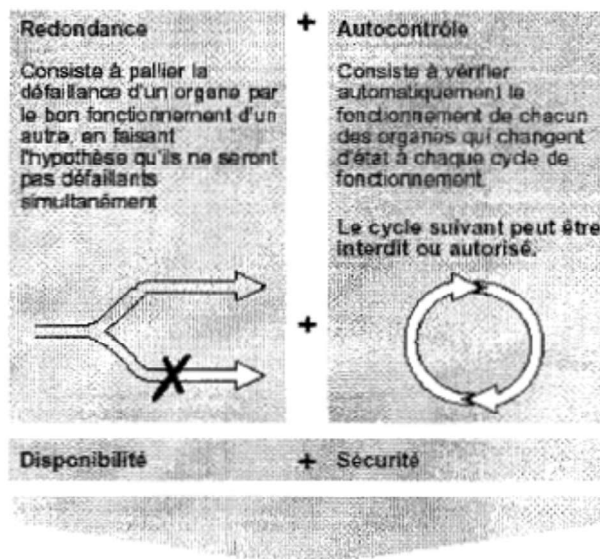 Redondance
Consiste à pallier la
défaillance d'un organe par
le bon fonctionnement d'un
autre, en faisant
l'hypothèse qu'ils ne seront
pas défaillants
simultanément
+
Autocontrôle
Consiste à vérifier
automatiquement le
fonctionnement de chacun
des organes qui changent
d'état à chaque cycle de
fonctionnement.
Le cycle suivant peut être
interdit ou autorisé.
+
Disponibilité
+ Sécurité